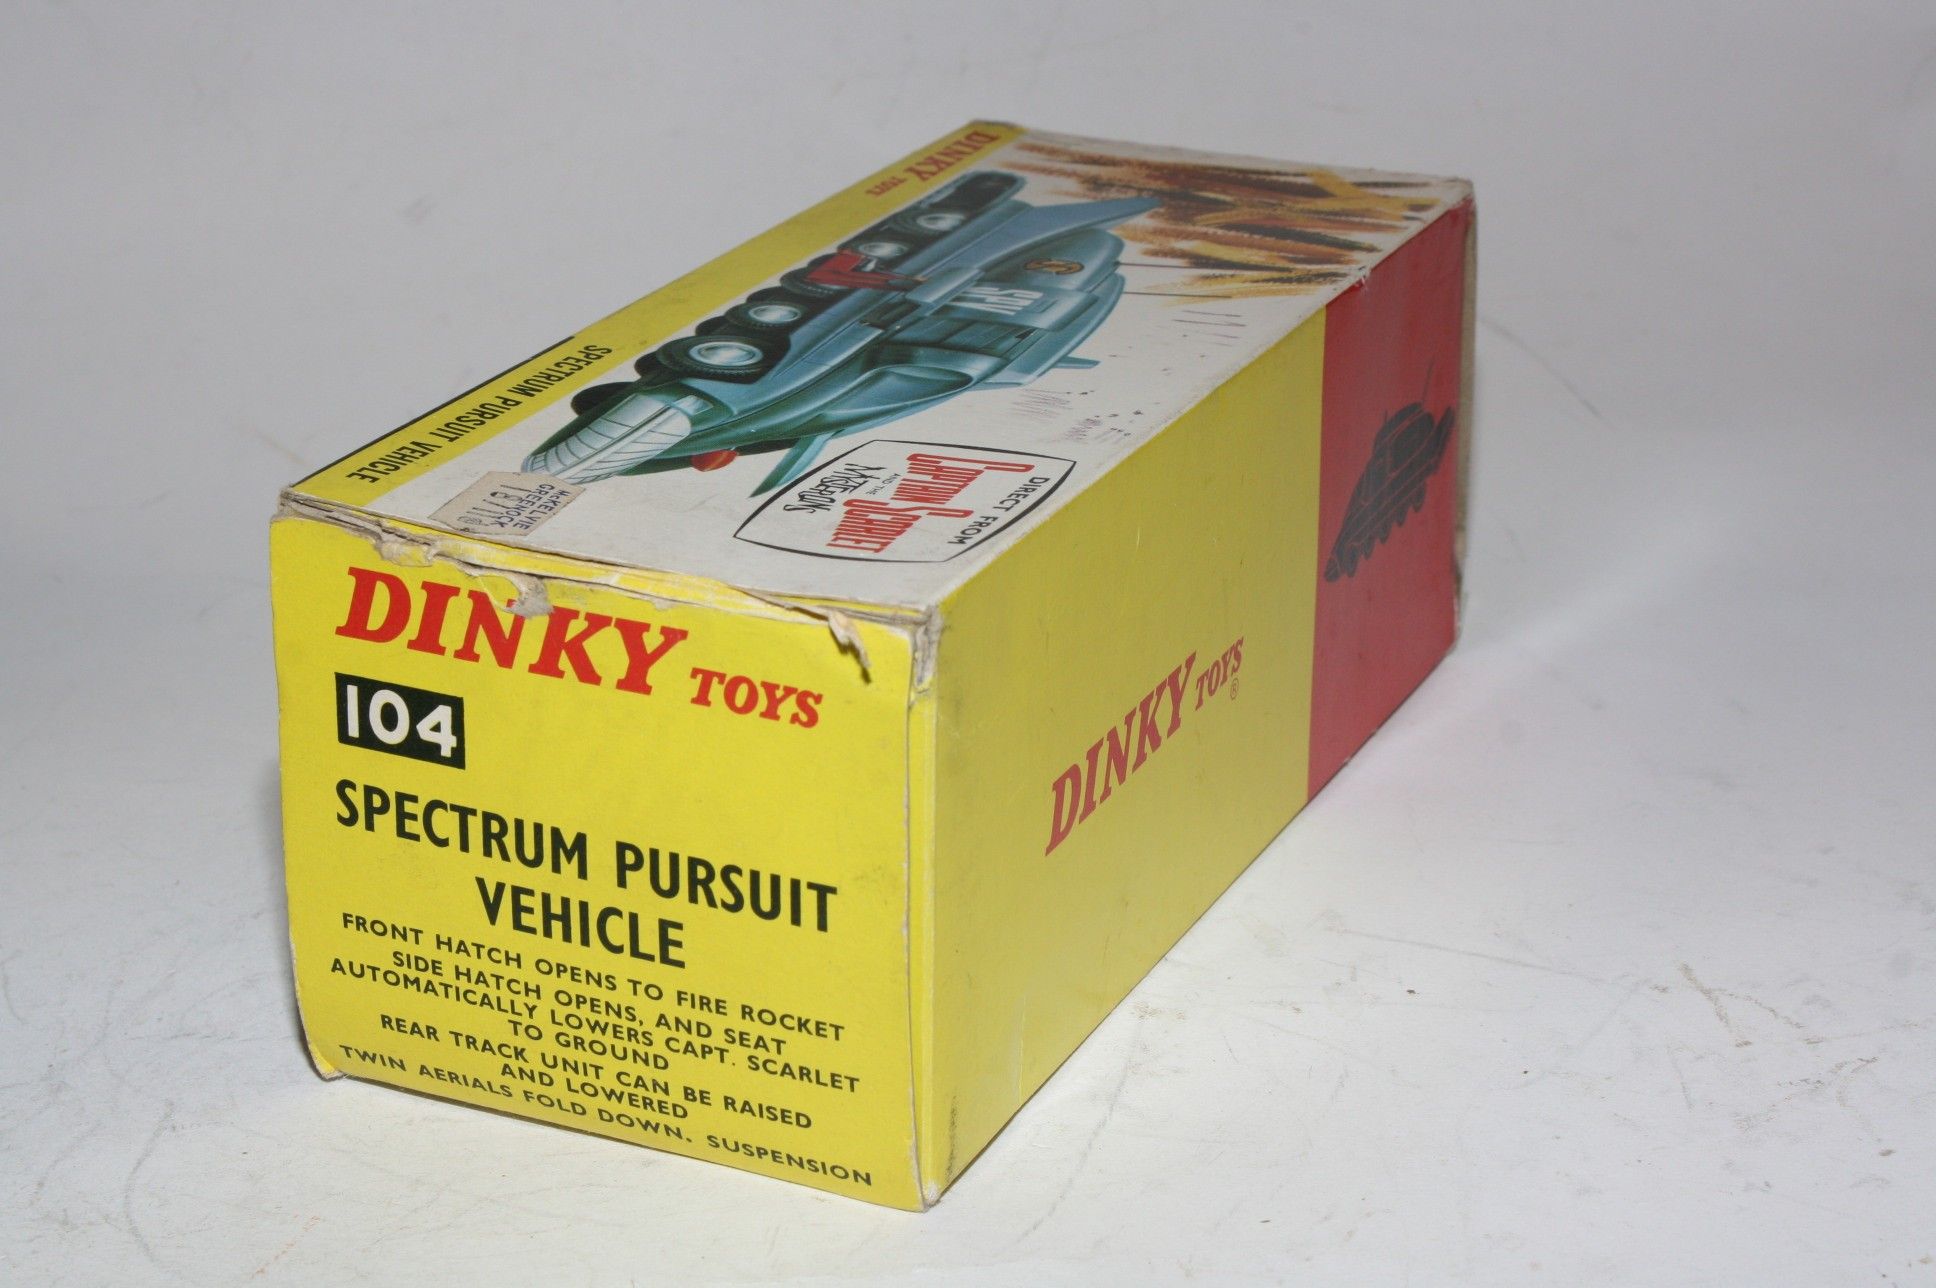 DINKY TOYS
SPECTRUM PURSUIT VEHICLE
SPV
DIRECT FROM
CAPTAIN SCARLET
AND THE
MYSTERONS
McKELVIE
GREENOCK
DINKY TOYS
104
SPECTRUM PURSUIT
VEHICLE
FRONT HATCH OPENS TO FIRE ROCKET
SIDE HATCH OPENS, AND SEAT
AUTOMATICALLY LOWERS CAPT. SCARLET
TO GROUND
REAR TRACK UNIT CAN BE RAISED
AND LOWERED
TWIN AERIALS FOLD DOWN. SUSPENSION
DINKY TOYS®